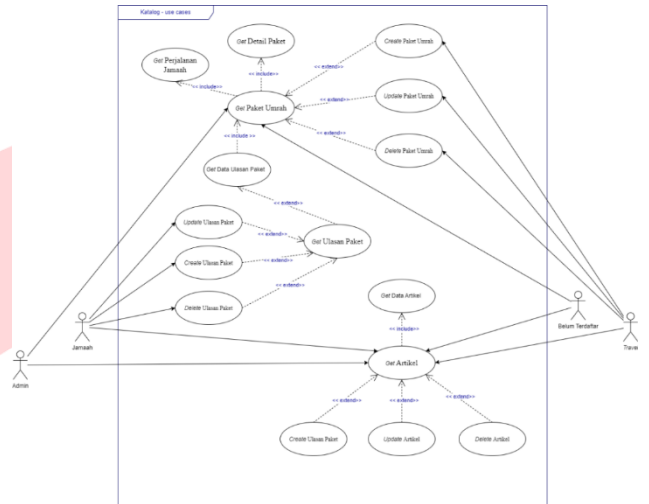 Katalog - use cases
Get Detail Paket
Get Perjalanan
Jamaah
<< include>>
<< include>>
Get Paket Umrah
<< extend>>
Create Paket Umrah
<< extend>>
Update Paket Umrah
<< extend>>
Delete Paket Umrah
<< include >>
Get Data Ulasan Paket
<< extend>>
Update Ulasan Paket
<< extend>>
Get Ulasan Paket
Create Ulasan Paket
<< extend>>
Delete Ulasan Paket
<< extend>>
Get Data Artikel
<< include>>
Jamaah
Belum Terdaftar
Travel
Admin
Get Artikel
<< extend>>
<< extend>>
<< extend>>
Create Ulasan Paket
Update Artikel
Delete Artikel